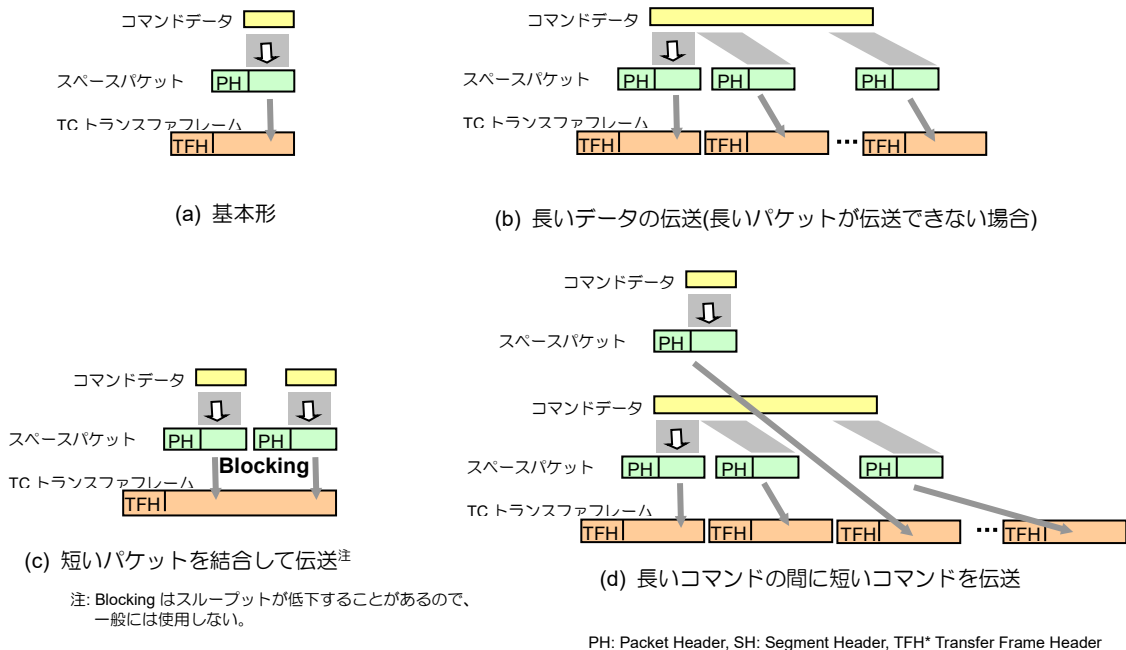 コマンドデータ
スペースパケット
PH
TC トランスファフレーム
TFH
(a) 基本形
コマンドデータ
スペースパケット
PH
PH
PH
TC トランスファフレーム
TFH
TFH
...
TFH
(b) 長いデータの伝送(長いパケットが伝送できない場合)
コマンドデータ
スペースパケット
PH
PH
Blocking
TC トランスファフレーム
TFH
(c) 短いパケットを結合して伝送注
注: Blocking はスループットが低下することがあるので、
一般には使用しない。
コマンドデータ
スペースパケット
PH
コマンドデータ
スペースパケット
PH
PH
PH
TC トランスファフレーム
TFH
TFH
TFH
...
TFH
(d) 長いコマンドの間に短いコマンドを伝送
PH: Packet Header, SH: Segment Header, TFH* Transfer Frame Header